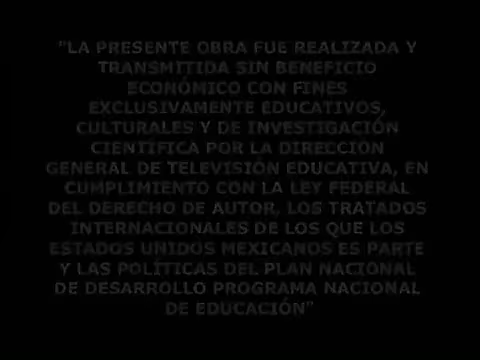 "LA PRESENTE OBRA FUE REALIZADA Y
TRANSMITIDA SIN BENEFICIO
ECONÓMICO CON FINES
EXCLUSIVAMENTE EDUCATIVOS,
CULTURALES Y DE INVESTIGACIÓN
CIENTÍFICA POR LA DIRECCIÓN
GENERAL DE TELEVISIÓN EDUCATIVA, EN
CUMPLIMIENTO CON LA LEY FEDERAL
DEL DERECHO DE AUTOR, LOS TRATADOS
INTERNACIONALES DE LOS QUE LOS
ESTADOS UNIDOS MEXICANOS ES PARTE
Y LAS POLÍTICAS DEL PLAN NACIONAL
DE DESARROLLO PROGRAMA NACIONAL
DE EDUCACIÓN"